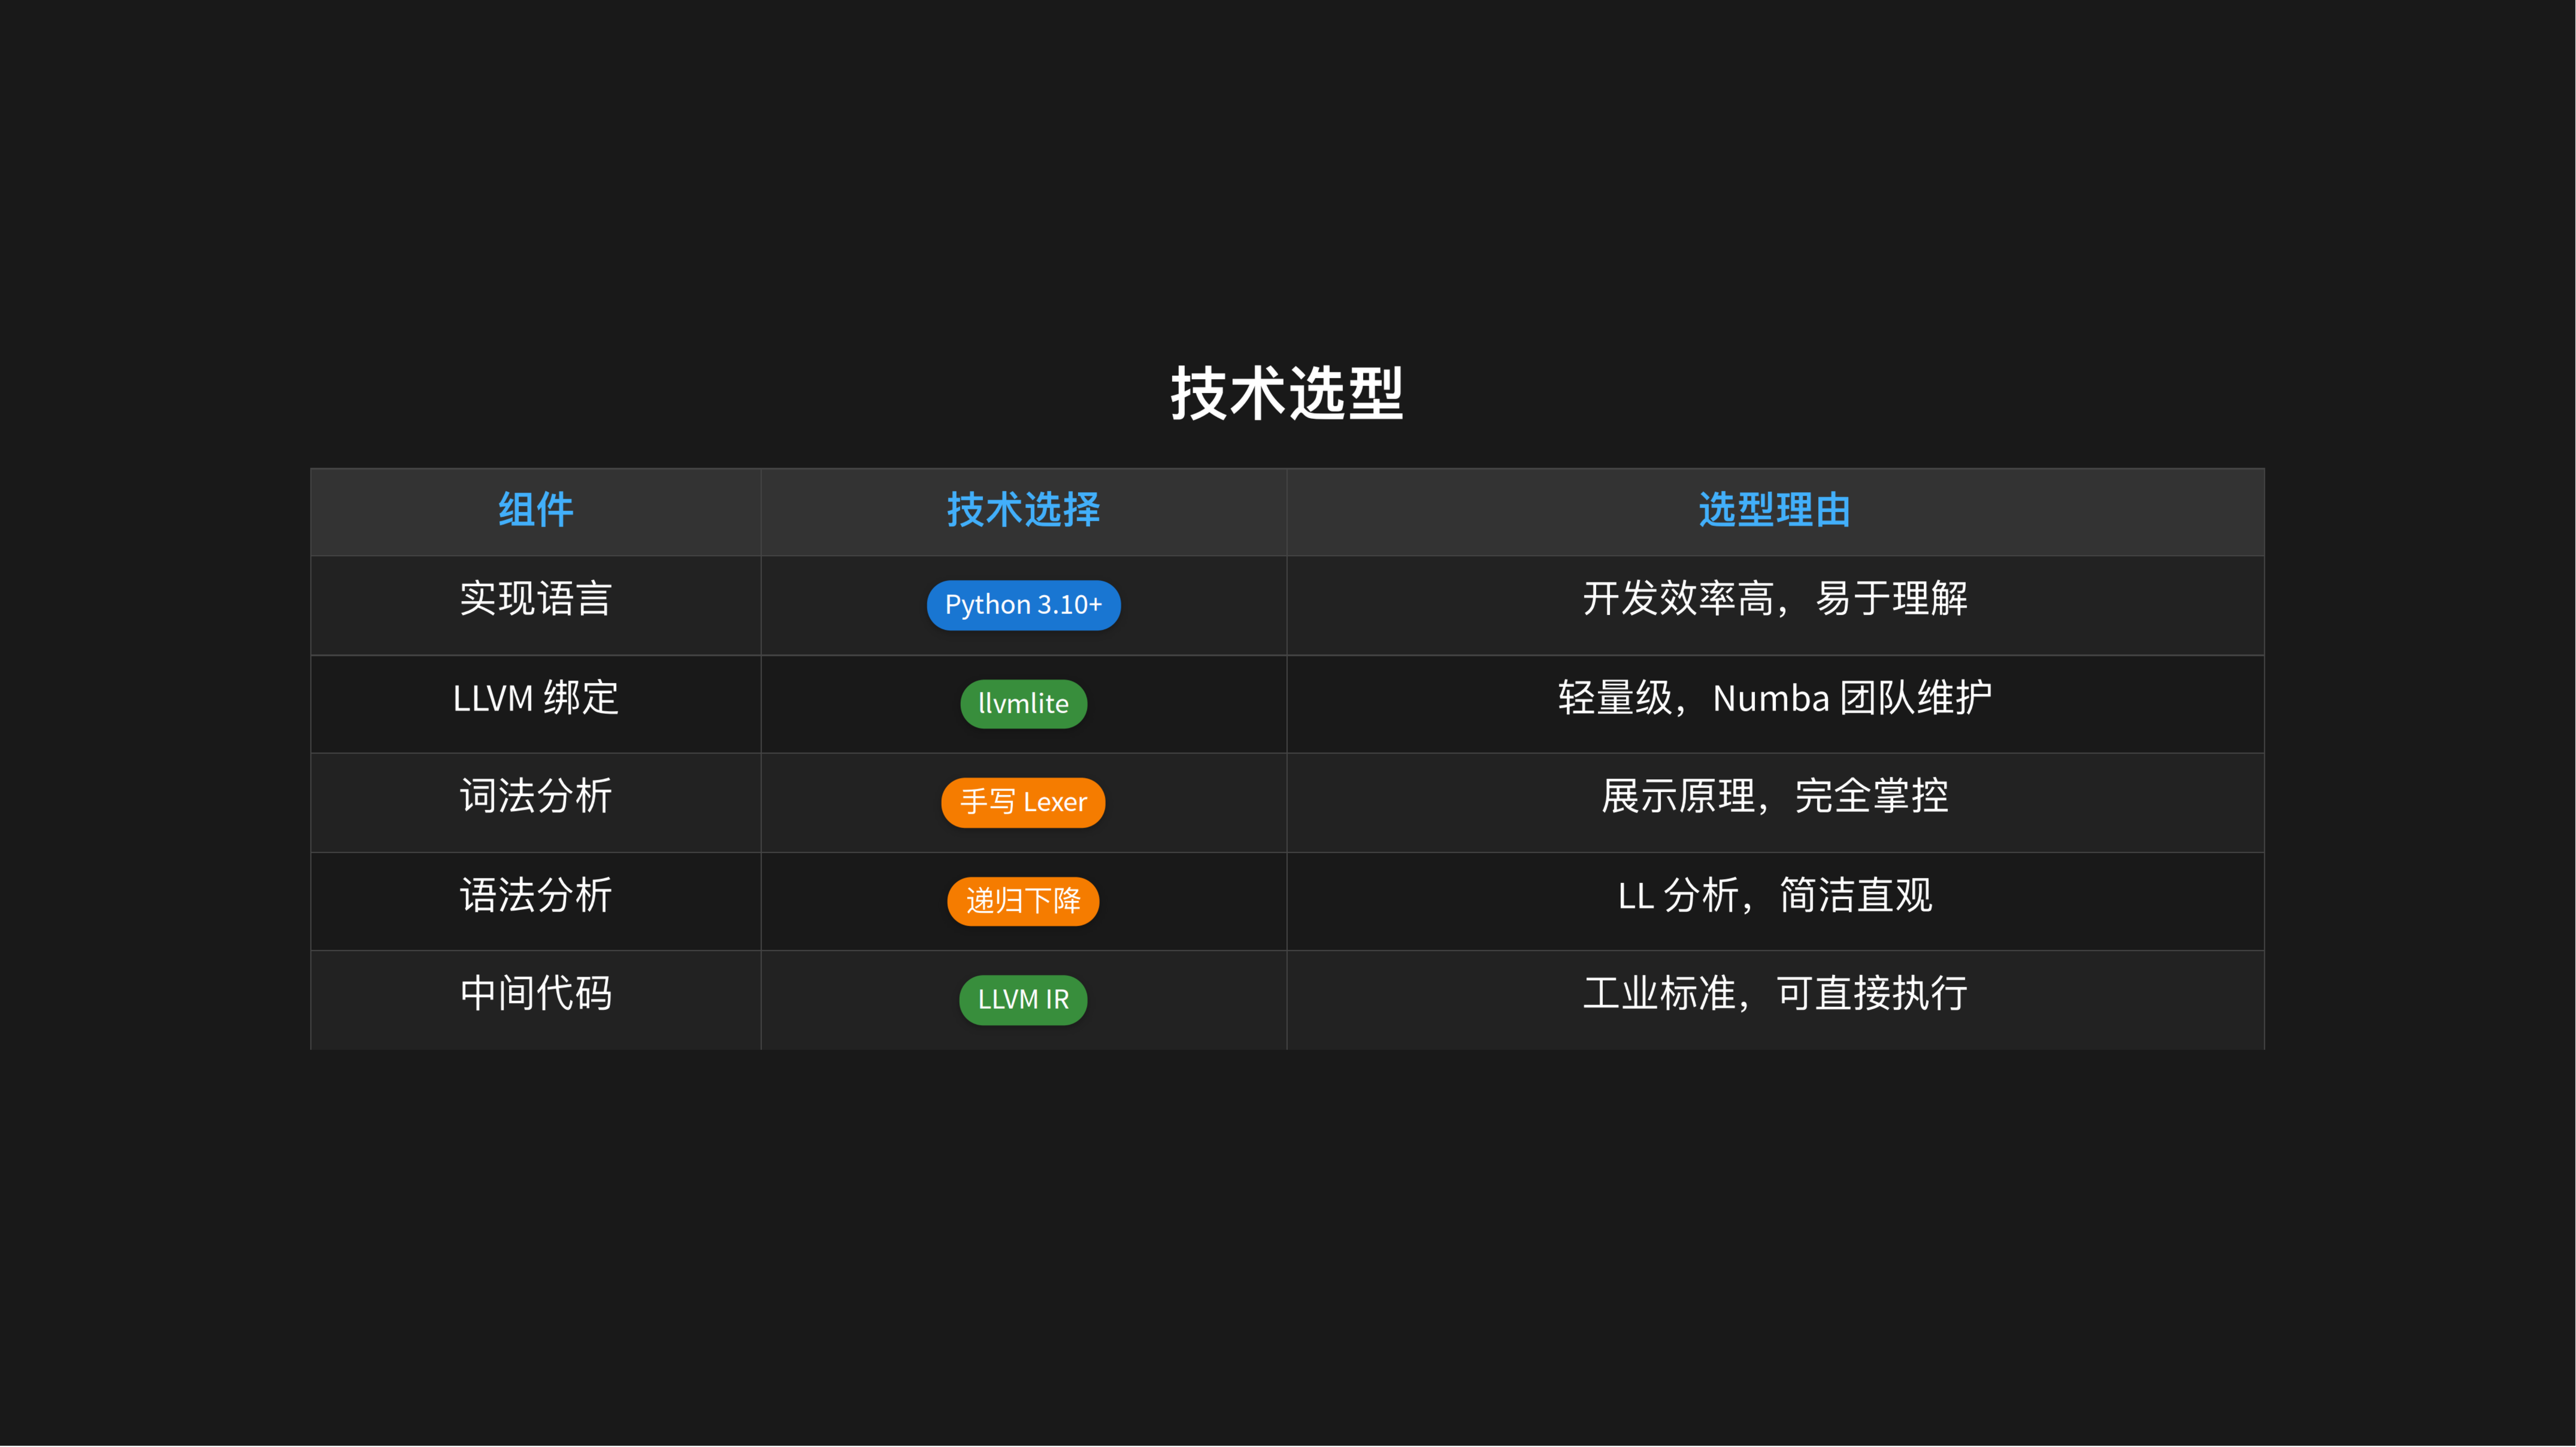 技术选型
组件 技术选择 选型理由
实现语言 Python 3.10+ 开发效率高，易于理解
LLVM 绑定 llvmlite 轻量级，Numba 团队维护
词法分析 手写 Lexer 展示原理，完全掌控
语法分析 递归下降 LL 分析，简洁直观
中间代码 LLVM IR 工业标准，可直接执行